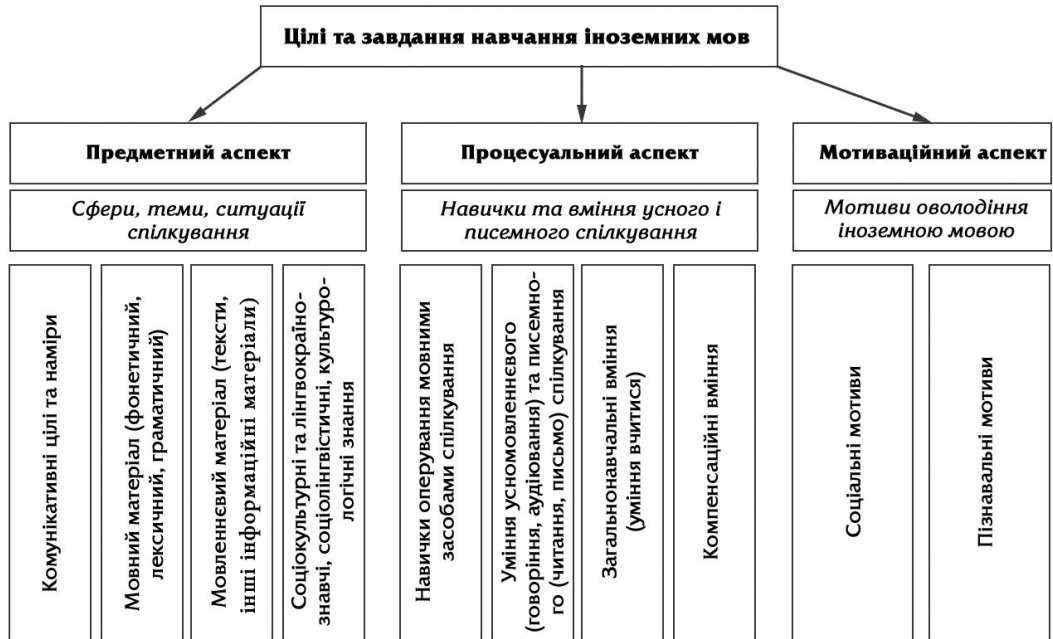 Цілі та завдання навчання іноземних мов
Предметний аспект
Сфери, теми, ситуації
спілкування
Комунікативні цілі та наміри
Мовний матеріал (фонетичний,
лексичний, граматичний)
Мовленнєвий матеріал (тексти,
інші інформаційні матеріали)
Соціокультурні та лінгвокраїно-
знавчі, соціолінгвістичні, культуро-
логічні знання
Процесуальний аспект
Навички та вміння усного і
писемного спілкування
Навички оперування мовними
засобами спілкування
Уміння усномовленнєвого
(говоріння, аудіювання) та писемно-
го (читання, письмо) спілкування
Загальнонавчальні вміння
(уміння вчитися)
Компенсаційні вміння
Мотиваційний аспект
Мотиви оволодіння
іноземною мовою
Соціальні мотиви
Пізнавальні мотиви